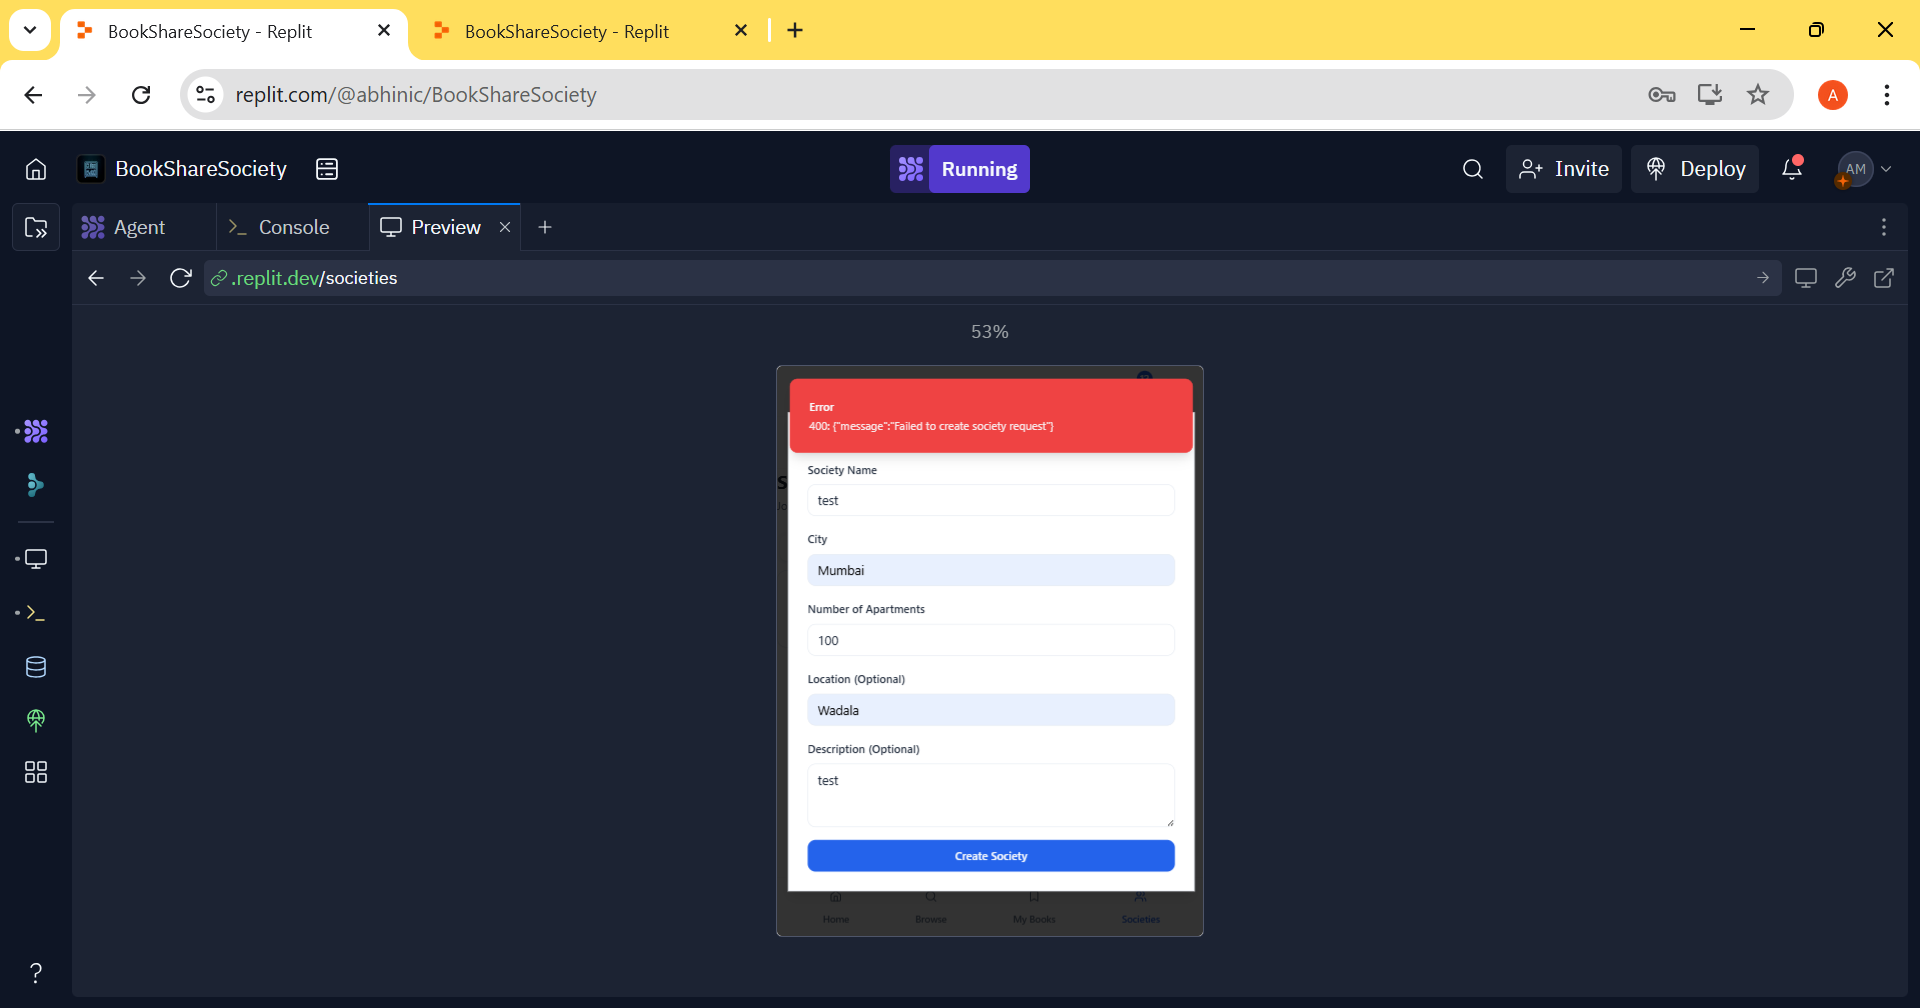 BookShareSociety - Replit
BookShareSociety - Replit
replit.com/@abhinic/BookShareSociety
A
BookShareSociety
Running
Invite
Deploy
AM
Agent
Console
Preview
.replit.dev/societies
53%
Error
400: {"message":"Failed to create society request"}
Society Name
test
City
Mumbai
Number of Apartments
100
Location (Optional)
Wadala
Description (Optional)
test
Create Society
Home
Browse
My Books
Societies
?